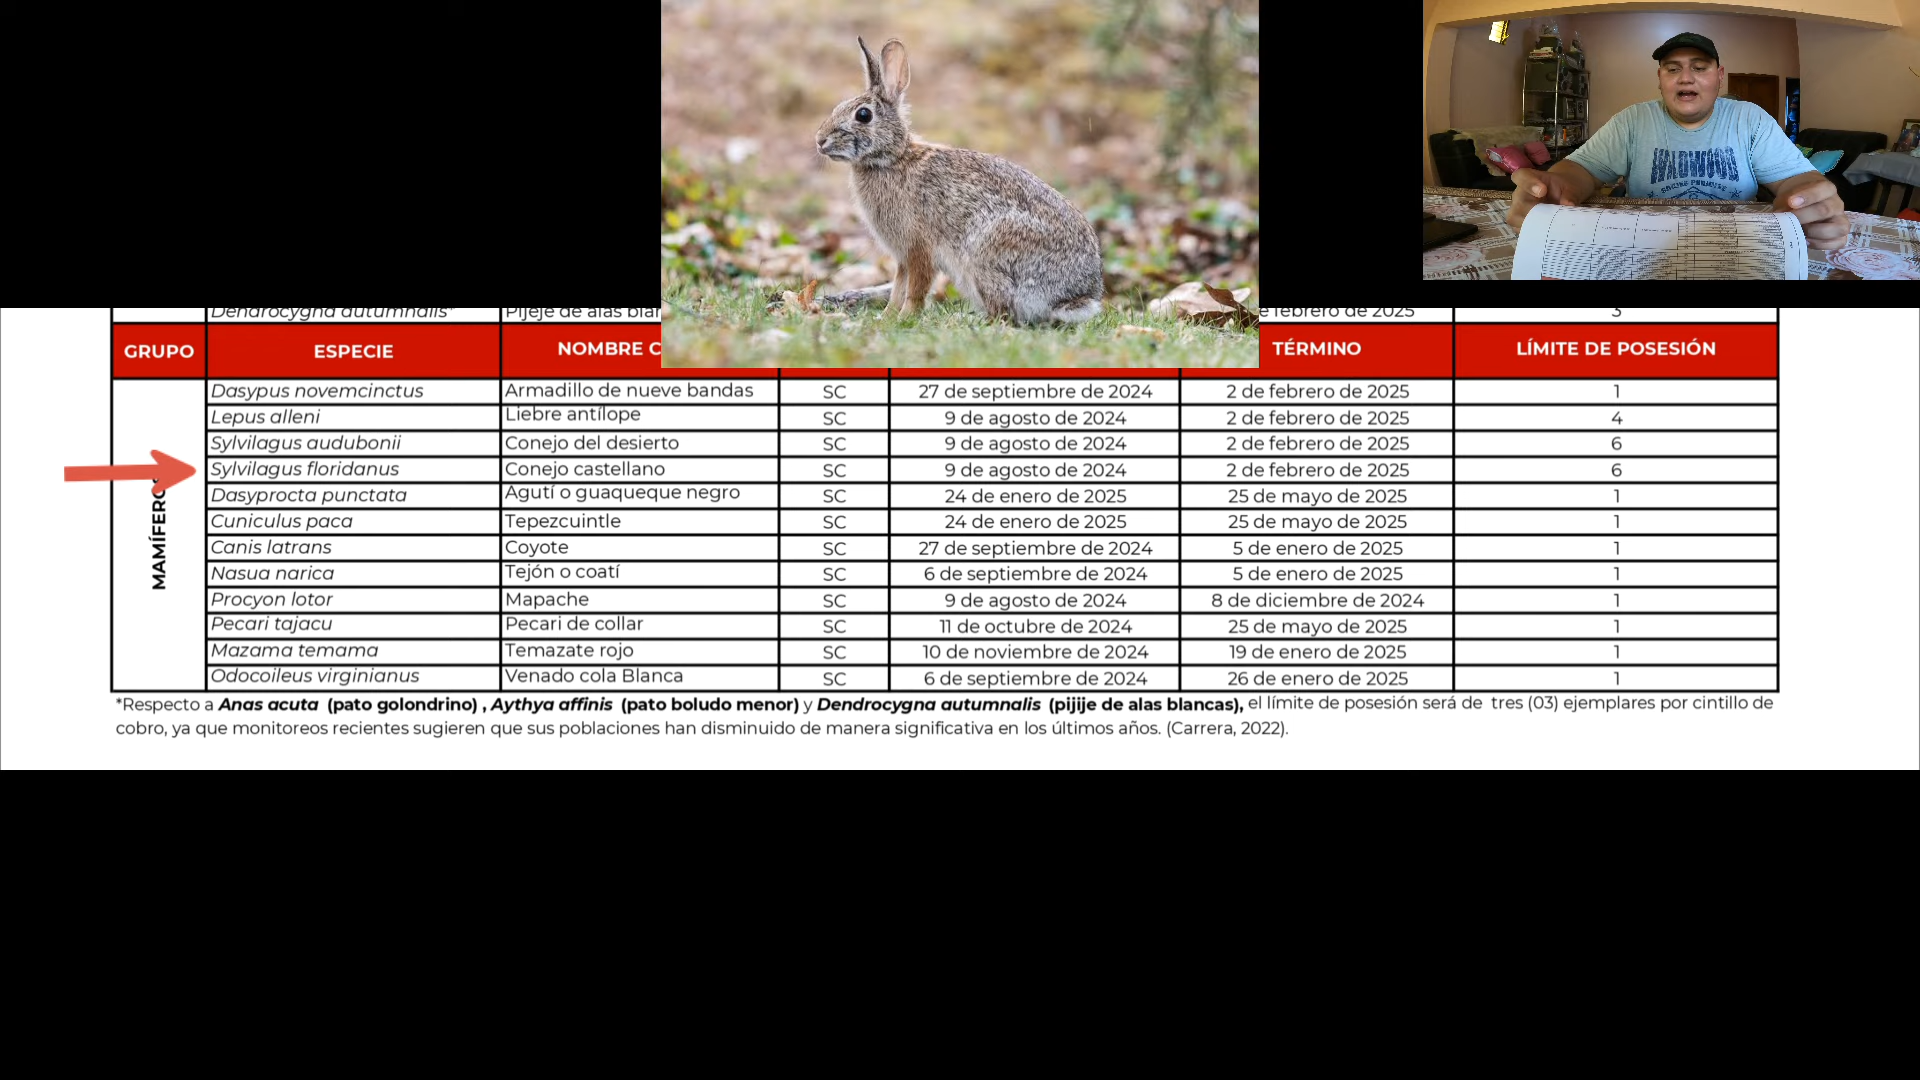 WILDWOOD
Dendrocygna autumnalis* Pijeje de alas blan e febrero de 2025 3
GRUPO ESPECIE NOMBRE C TÉRMINO LÍMITE DE POSESIÓN
MAMÍFEROS
Dasypus novemcinctus Armadillo de nueve bandas SC 27 de septiembre de 2024 2 de febrero de 2025 1
Lepus alleni Liebre antílope SC 9 de agosto de 2024 2 de febrero de 2025 4
Sylvilagus audubonii Conejo del desierto SC 9 de agosto de 2024 2 de febrero de 2025 6
Sylvilagus floridanus Conejo castellano SC 9 de agosto de 2024 2 de febrero de 2025 6
Dasyprocta punctata Agutí o guaqueque negro SC 24 de enero de 2025 25 de mayo de 2025 1
Cuniculus paca Tepezcuintle SC 24 de enero de 2025 25 de mayo de 2025 1
Canis latrans Coyote SC 27 de septiembre de 2024 5 de enero de 2025 1
Nasua narica Tejón o coatí SC 6 de septiembre de 2024 5 de enero de 2025 1
Procyon lotor Mapache SC 9 de agosto de 2024 8 de diciembre de 2024 1
Pecari tajacu Pecari de collar SC 11 de octubre de 2024 25 de mayo de 2025 1
Mazama temama Temazate rojo SC 10 de noviembre de 2024 19 de enero de 2025 1
Odocoileus virginianus Venado cola Blanca SC 6 de septiembre de 2024 26 de enero de 2025 1
*Respecto a Anas acuta (pato golondrino) , Aythya affinis (pato boludo menor) y Dendrocygna autumnalis (pijije de alas blancas), el límite de posesión será de tres (03) ejemplares por cintillo de
cobro, ya que monitoreos recientes sugieren que sus poblaciones han disminuido de manera significativa en los últimos años. (Carrera, 2022).